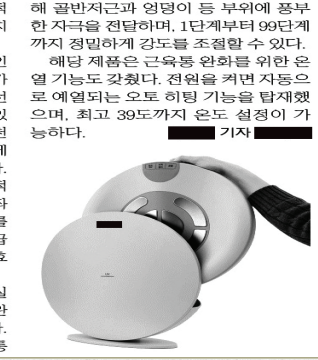 해 골반저근과 엉덩이 등 부위에 풍부
한 자극을 전달하며, 1단계부터 99단계
까지 정밀하게 강도를 조절할 수 있다.
해당 제품은 근육통 완화를 위한 온
열 기능도 갖췄다. 전원을 켜면 자동으
로 예열되는 오토 히팅 기능을 탑재했
으며, 최고 39도까지 온도 설정이 가
능하다.
기자